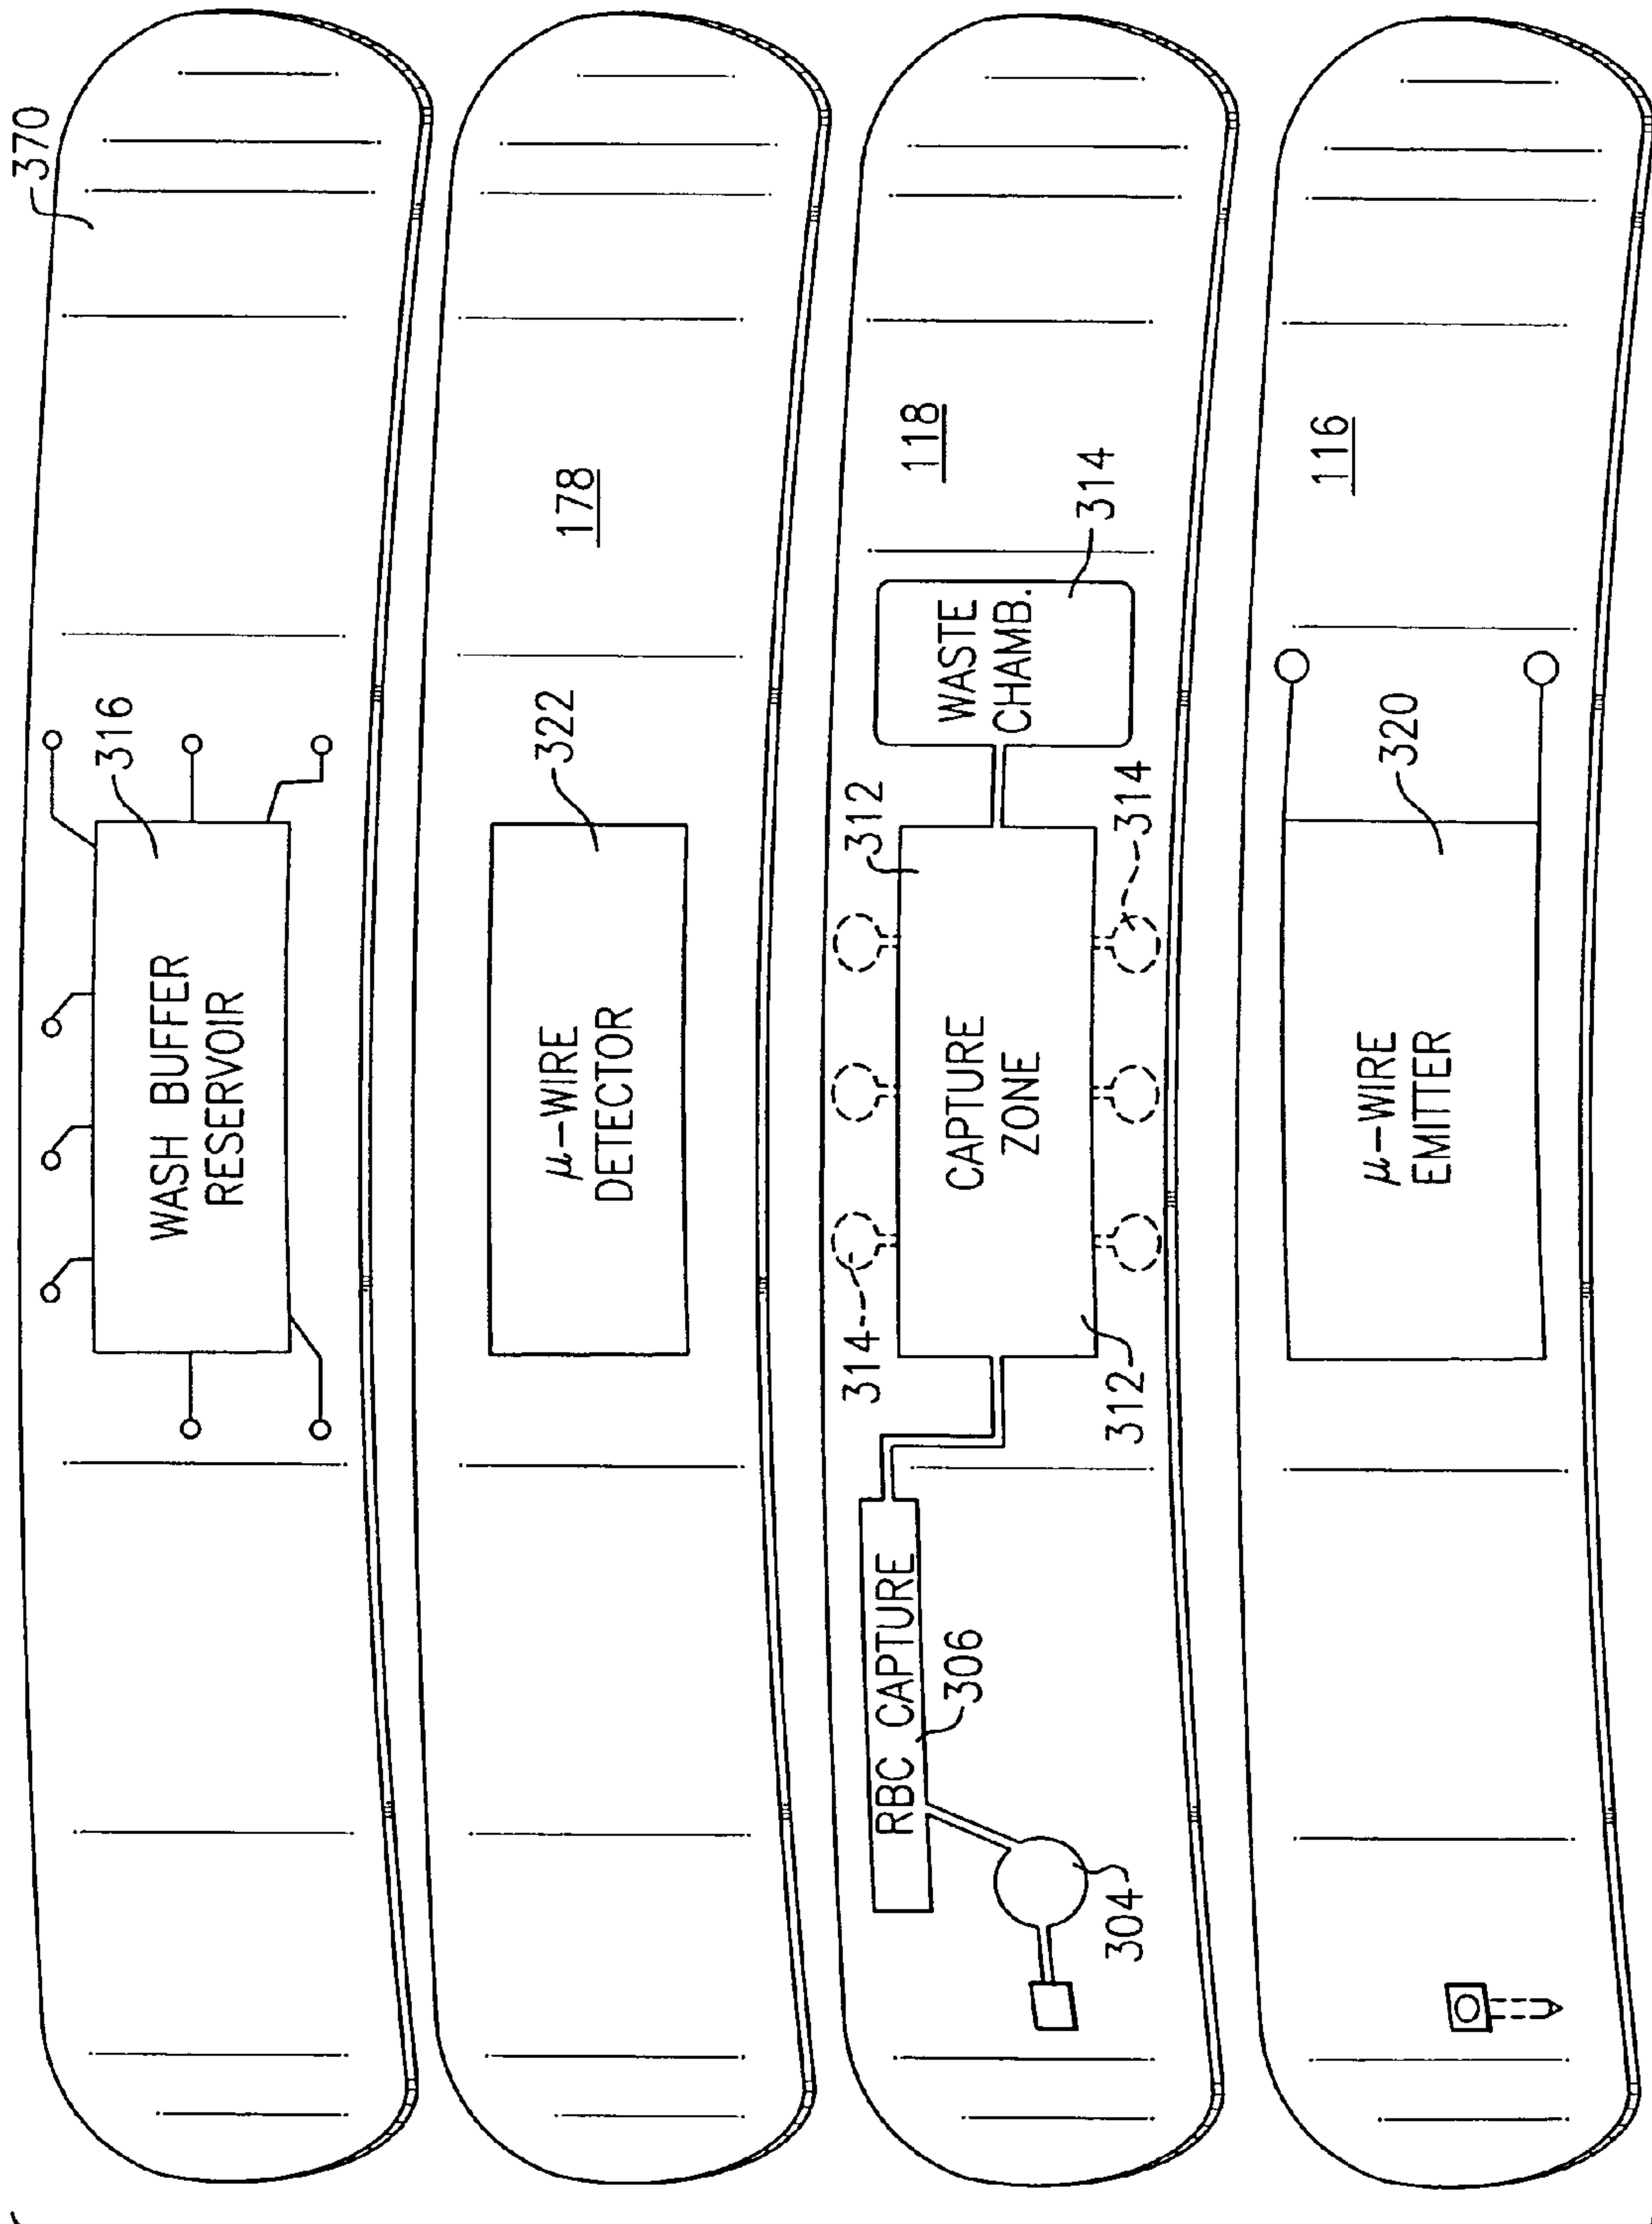 370
316
WASH BUFFER
RESERVOIR
178
322
μ-WIRE
DETECTOR
118
314
WASTE
CHAMB.
312
314
CAPTURE
ZONE
314
312
RBC CAPTURE
306
304
116
320
μ-WIRE
EMITTER